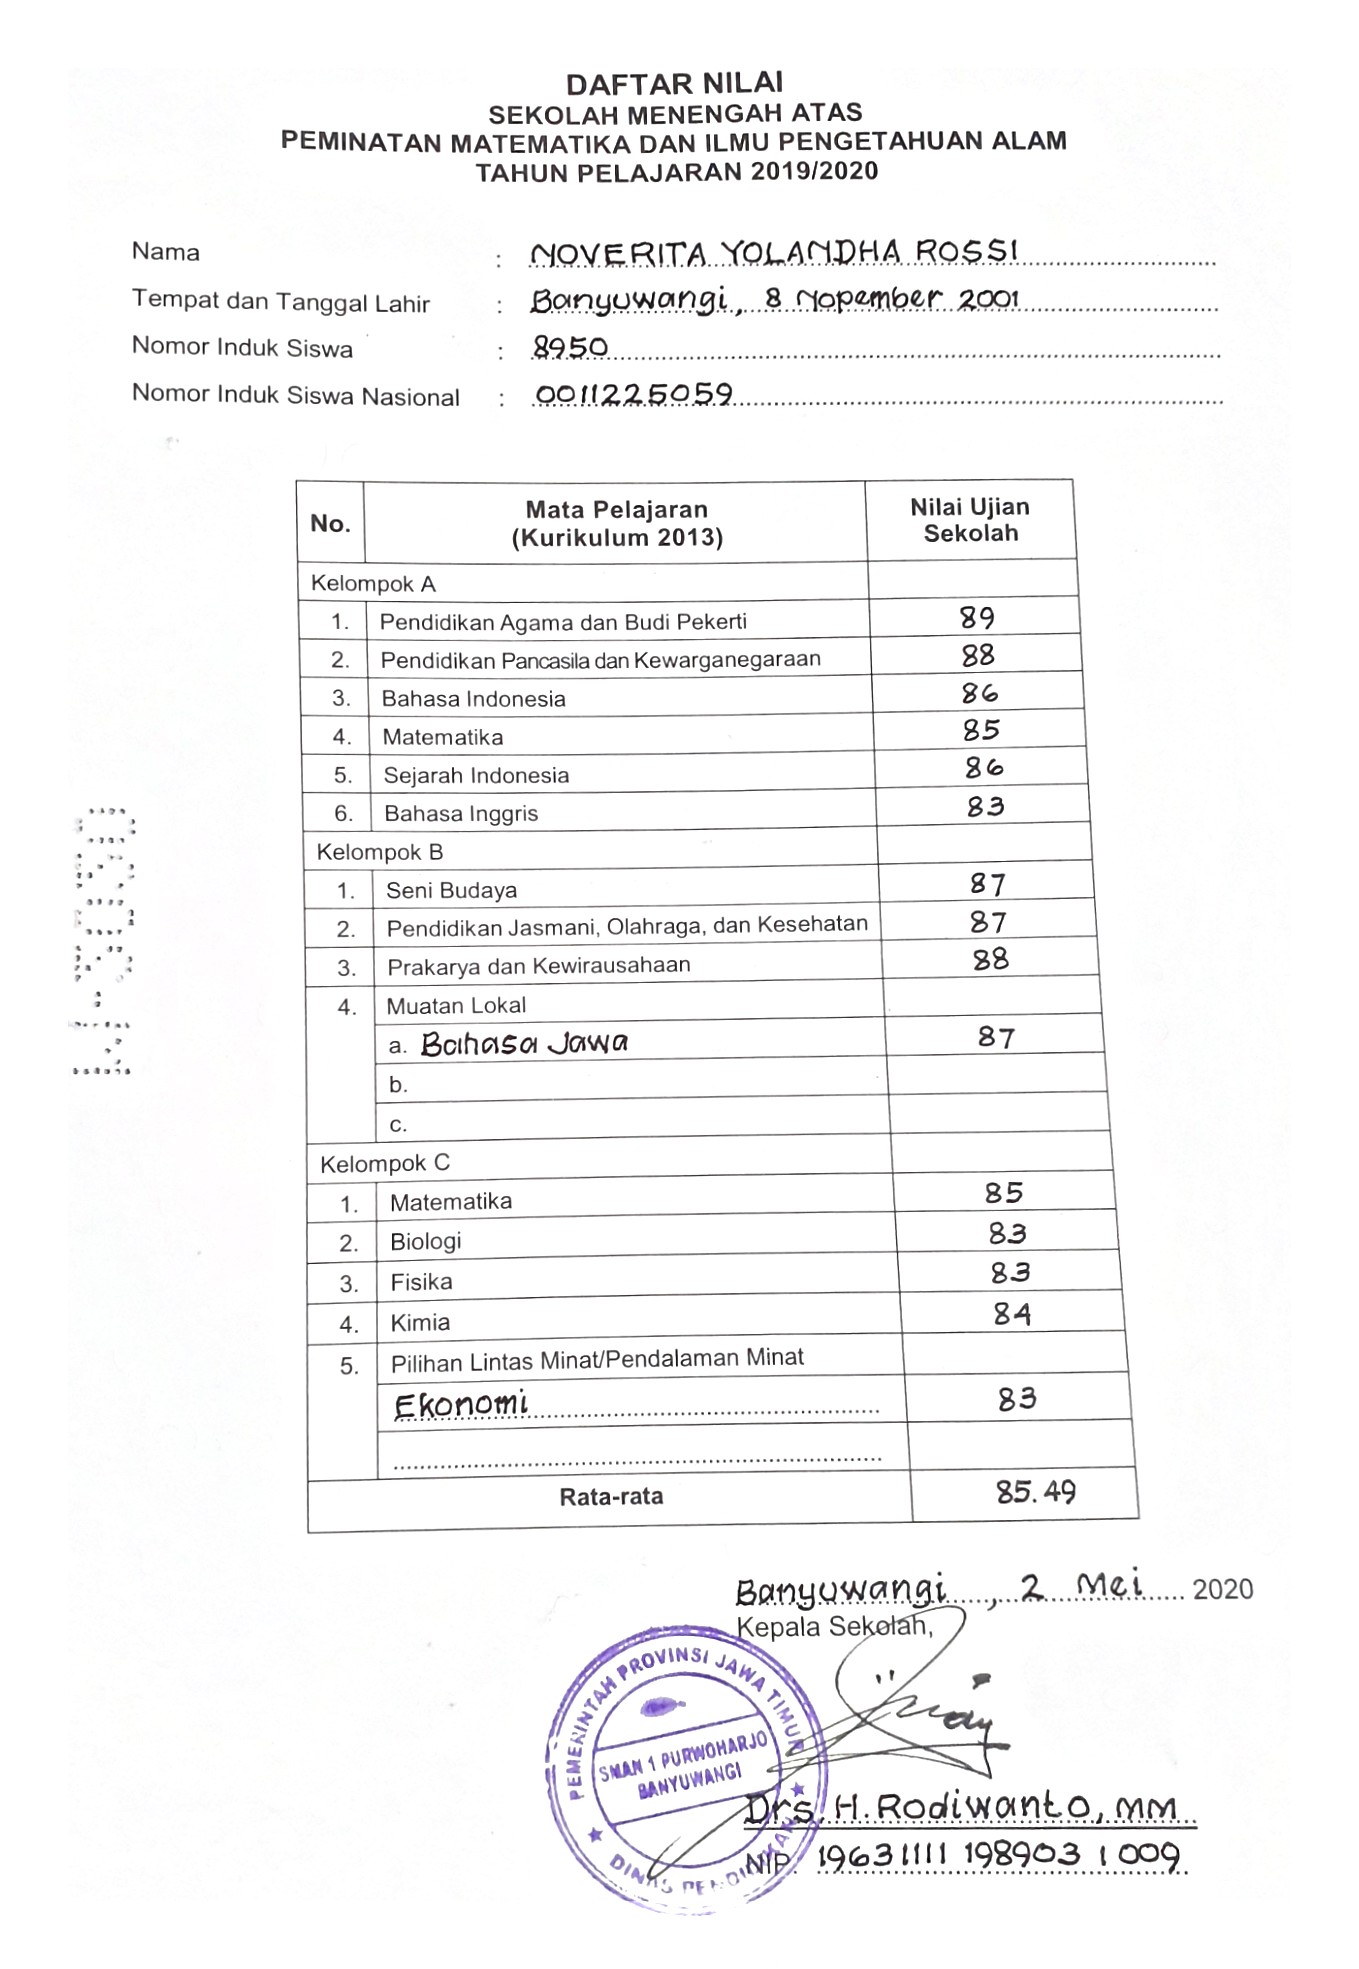 DAFTAR NILAI
SEKOLAH MENENGAH ATAS
PEMINATAN MATEMATIKA DAN ILMU PENGETAHUAN ALAM
TAHUN PELAJARAN 2019/2020
Nama : NOVERITA YOLANDHA ROSSI
Tempat dan Tanggal Lahir : Banyuwangi, 8 Nopember 2001
Nomor Induk Siswa : 8950
Nomor Induk Siswa Nasional : 0011225059
No. Mata Pelajaran (Kurikulum 2013) Nilai Ujian Sekolah
Kelompok A
1. Pendidikan Agama dan Budi Pekerti 89
2. Pendidikan Pancasila dan Kewarganegaraan 88
3. Bahasa Indonesia 86
4. Matematika 85
5. Sejarah Indonesia 86
6. Bahasa Inggris 83
Kelompok B
1. Seni Budaya 87
2. Pendidikan Jasmani, Olahraga, dan Kesehatan 87
3. Prakarya dan Kewirausahaan 88
4. Muatan Lokal
a. Bahasa Jawa 87
b.
c.
Kelompok C
1. Matematika 85
2. Biologi 83
3. Fisika 83
4. Kimia 84
5. Pilihan Lintas Minat/Pendalaman Minat
Ekonomi 83
Rata-rata 85.49
Banyuwangi, 2 Mei 2020
Kepala Sekolah,
PEMERINTAH PROVINSI JAWA TIMUR
SMAN 1 PURWOHARJO
BANYUWANGI
DINAS PENDIDIKAN
Drs. H. Rodiwanto, MM
NIP. 19631111 198903 1 009